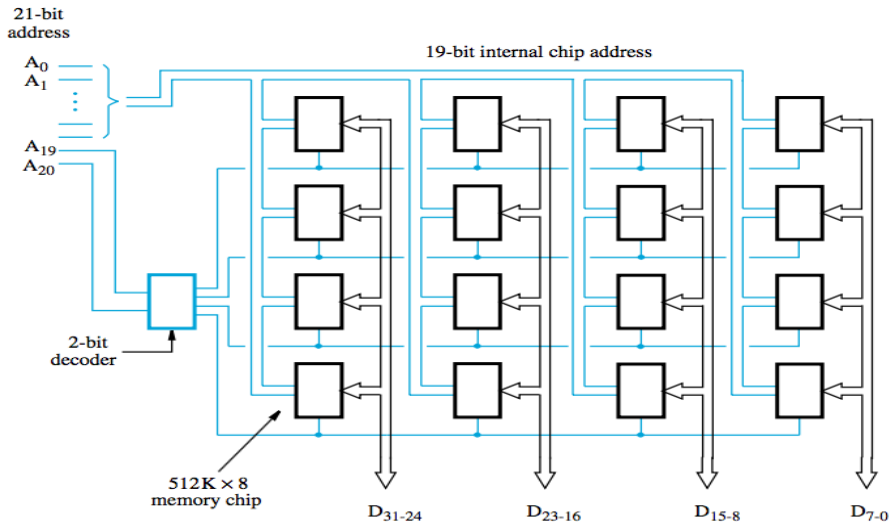 21-bit
address
A₀
A₁
19-bit internal chip address
A₁₉
A₂₀
2-bit
decoder
512K × 8
memory chip
D₃₁₋₂₄
D₂₃₋₁₆
D₁₅₋₈
D₇₋₀